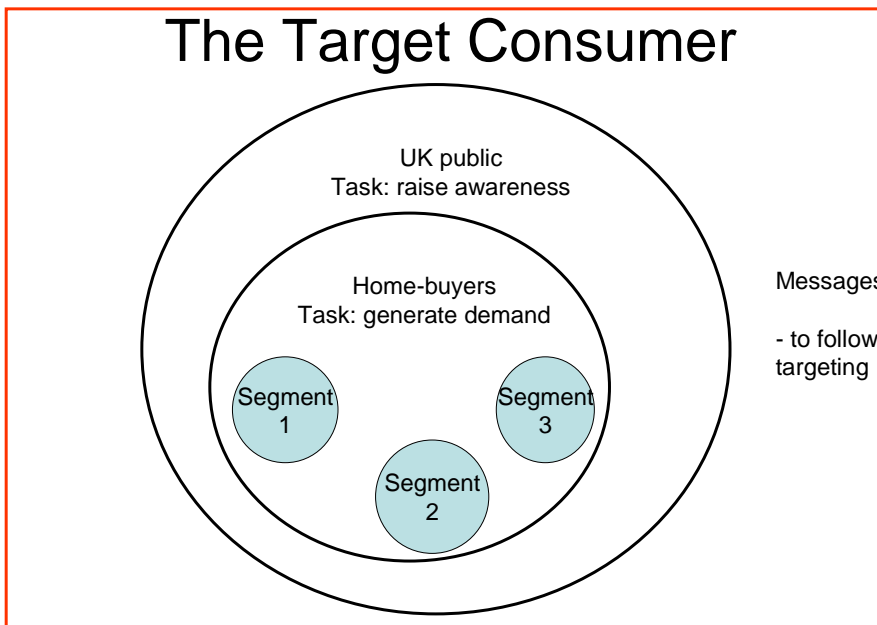 The Target Consumer
UK public
Task: raise awareness
Home-buyers
Task: generate demand
Segment
1
Segment
2
Segment
3
Messages
- to follow
targeting